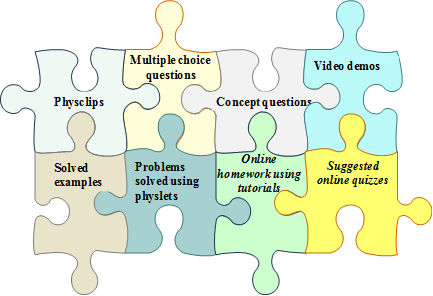 Multiple choice
questions
Video demos
Physclips
Concept questions
Solved
examples
Problems
solved using
physlets
Online
homework using
tutorials
Suggested
online quizzes